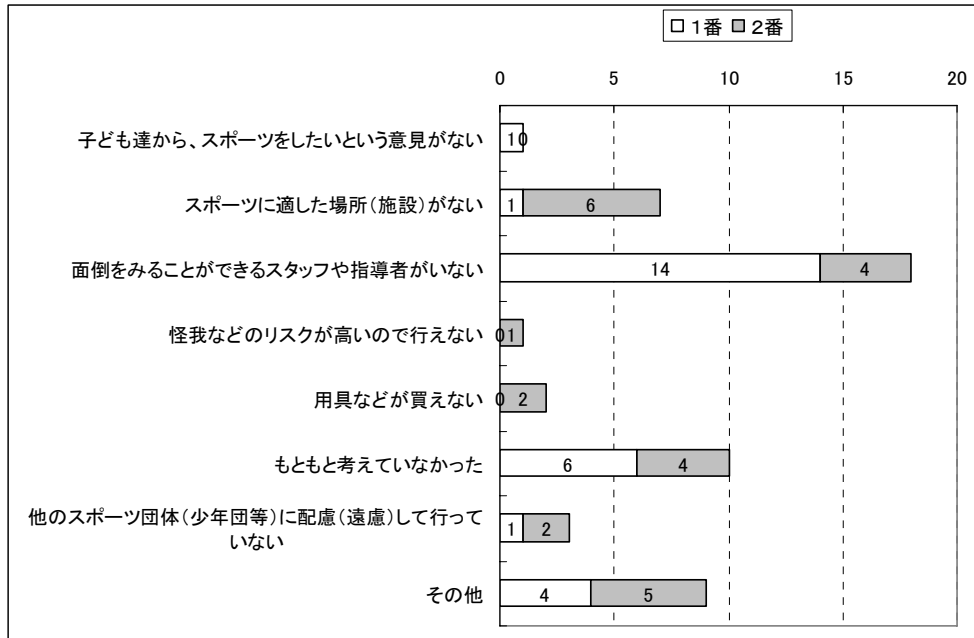 １番 ２番
0 5 10 15 20
子ども達から、スポーツをしたいという意見がない
1 0
スポーツに適した場所（施設）がない
1 6
面倒をみることができるスタッフや指導者がいない
14 4
怪我などのリスクが高いので行えない
0 1
用具などが買えない
0 2
もともと考えていなかった
6 4
他のスポーツ団体（少年団等）に配慮（遠慮）して行って
いない
1 2
その他
4 5